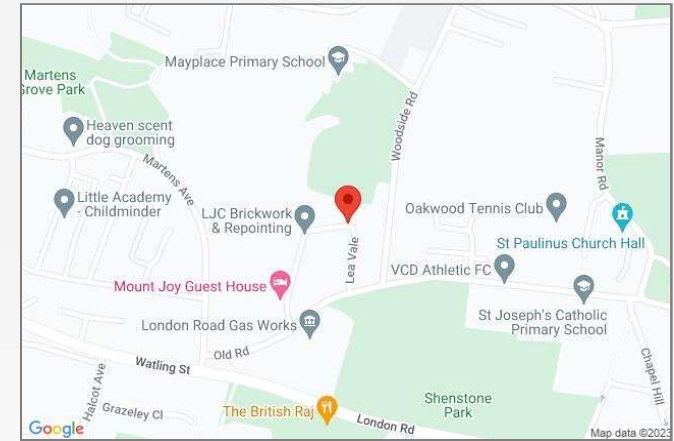 Mayplace Primary School
Martens
Grove Park
Heaven scent
dog grooming
Martens Ave
Woodside Rd
Manor Rd
Little Academy
- Childminder
LJC Brickwork
& Repointing
Oakwood Tennis Club
St Paulinus Church Hall
Lea Vale
VCD Athletic FC
Mount Joy Guest House
St Joseph's Catholic
Primary School
London Road Gas Works
Old Rd
Watling St
Chapel Hill
Halcot Ave
Shenstone
Park
Grazeley Cl
The British Raj
London Rd
Google
Map data ©2023